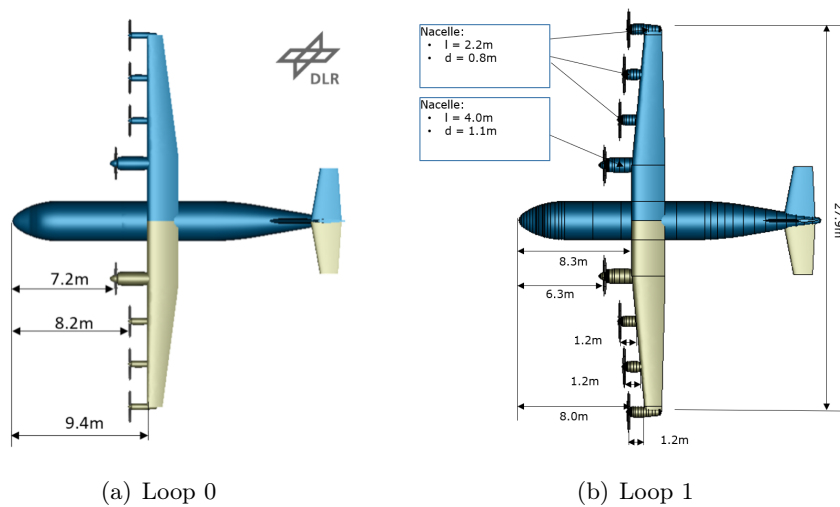 DLR
7.2m
8.2m
9.4m
(a) Loop 0
Nacelle:
• l = 2.2m
• d = 0.8m
Nacelle:
• l = 4.0m
• d = 1.1m
27.9m
8.3m
6.3m
1.2m
1.2m
8.0m
1.2m
(b) Loop 1